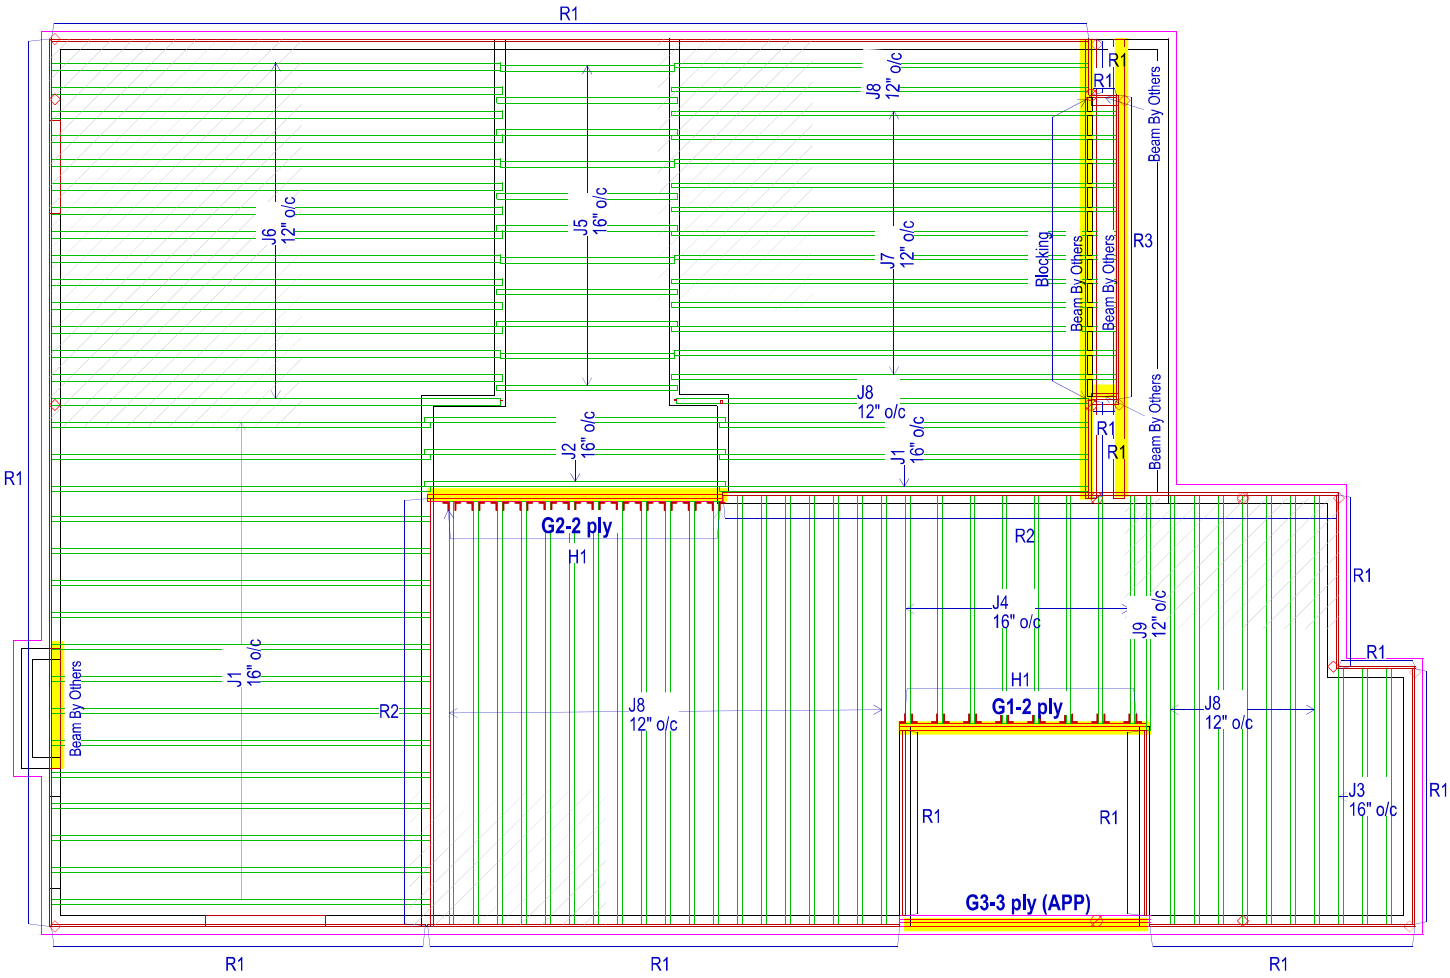 R1
R1
R1
J8
12" o/c
Beam By Others
J6
12" o/c
J5
16" o/c
J7
12" o/c
Blocking
Beam By Others
Beam By Others
R3
J8
12" o/c
Beam By Others
R1
R1
R1
J2
16" o/c
J1
16" o/c
G2-2 ply
H1
R2
R1
J4
16" o/c
J9
12" o/c
R1
J1
16" o/c
Beam By Others
R2
H1
G1-2 ply
J8
12" o/c
J8
12" o/c
J3
16" o/c
R1
R1
R1
G3-3 ply (APP)
R1
R1
R1